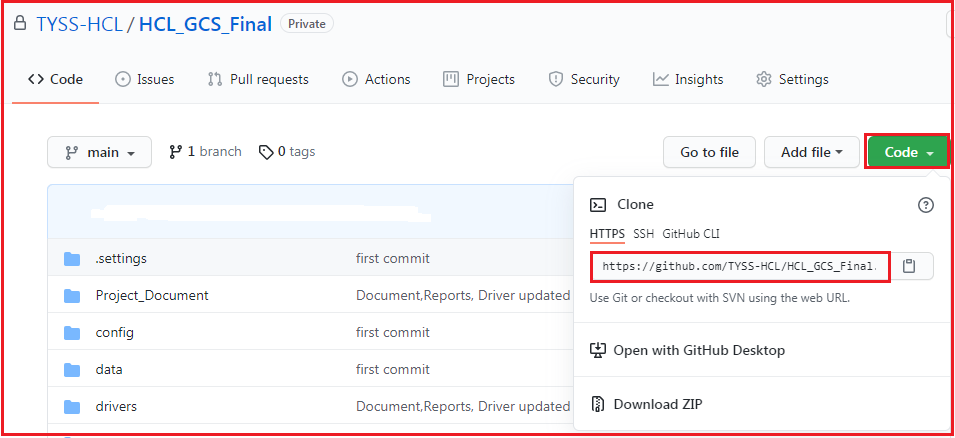 TYSS-HCL / HCL_GCS_Final Private
Code Issues Pull requests Actions Projects Security Insights Settings
main 1 branch 0 tags Go to file Add file Code
Clone
HTTPS SSH GitHub CLI
https://github.com/TYSS-HCL/HCL_GCS_Final.
Use Git or checkout with SVN using the web URL.
Open with GitHub Desktop
Download ZIP
.settings first commit
Project_Document Document,Reports, Driver updated
config first commit
data first commit
drivers Document,Reports, Driver updated